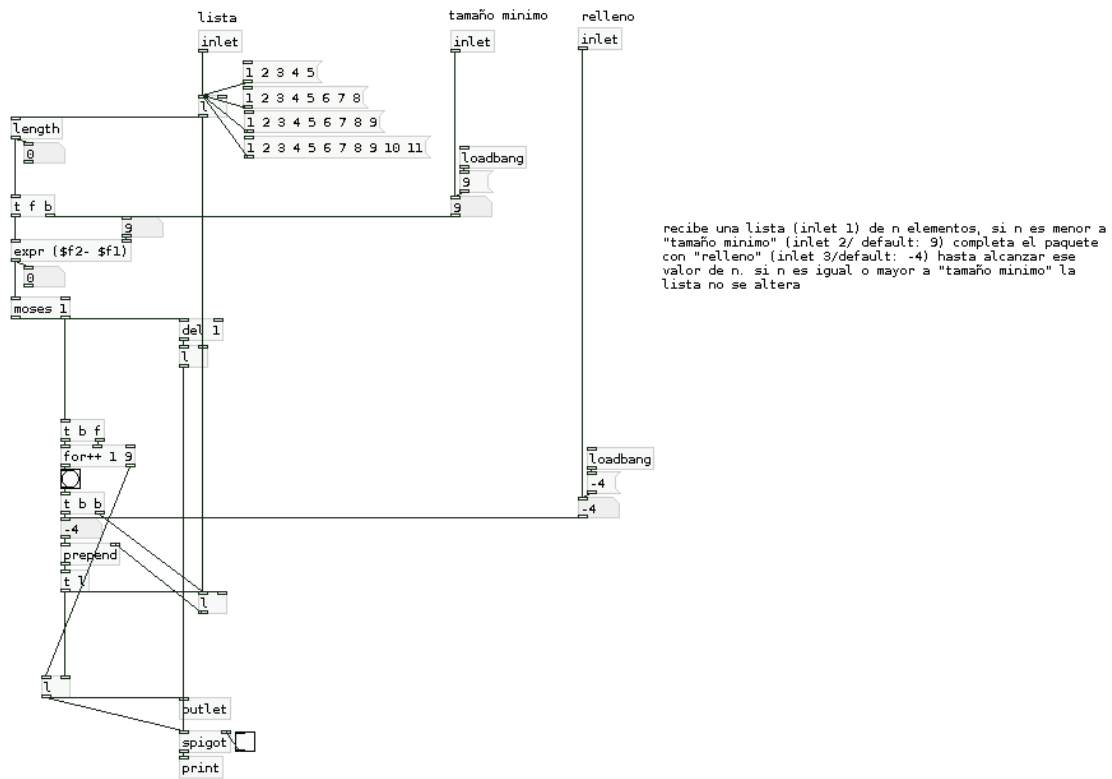 lista
tamaño minimo
relleno
inlet
inlet
inlet
1 2 3 4 5
1 2 3 4 5 6 7 8
l
1 2 3 4 5 6 7 8 9
length
1 2 3 4 5 6 7 8 9 10 11
0
loadbang
9
t f b
9
9
recibe una lista (inlet 1) de n elementos, si n es menor a
"tamaño minimo" (inlet 2/ default: 9) completa el paquete
con "relleno" (inlet 3/default: -4) hasta alcanzar ese
valor de n. si n es igual o mayor a "tamaño minimo" la
lista no se altera
expr ($f2- $f1)
0
moses 1
del 1
l
t b f
for++ 1 9
loadbang
-4
t b b
-4
-4
prepend
t l
l
l
outlet
spigot
print